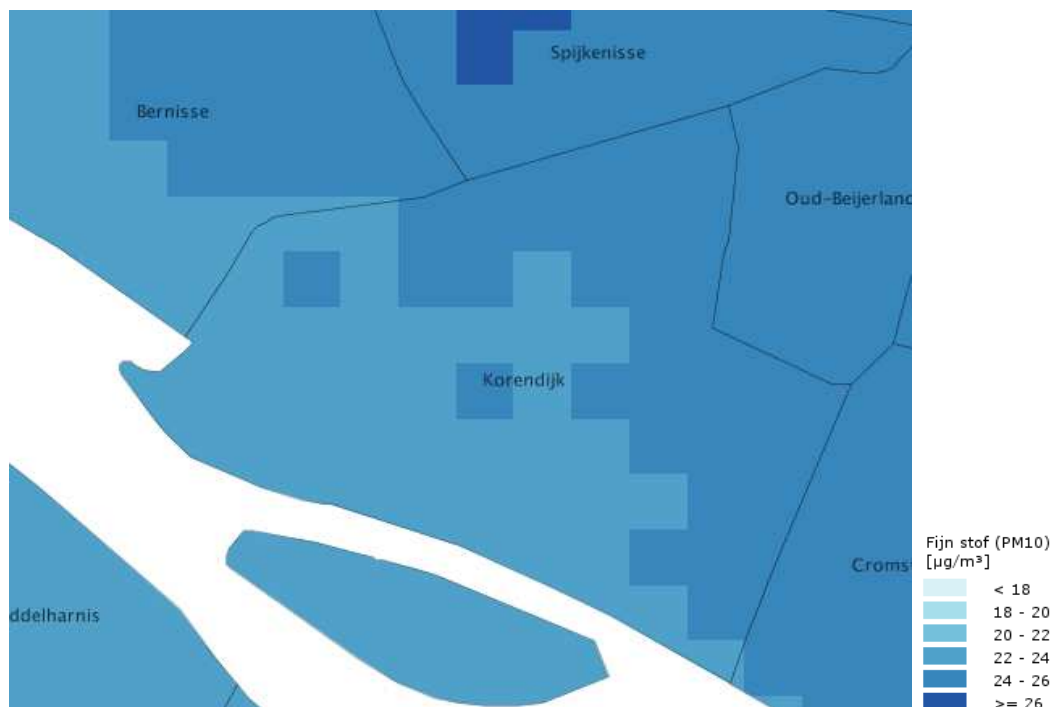 Spijkenisse
Bernisse
Oud-Beijerland
Korendijk
Croms
ddelharnis
Fijn stof (PM10)
[µg/m³]
< 18
18 - 20
20 - 22
22 - 24
24 - 26
>= 26